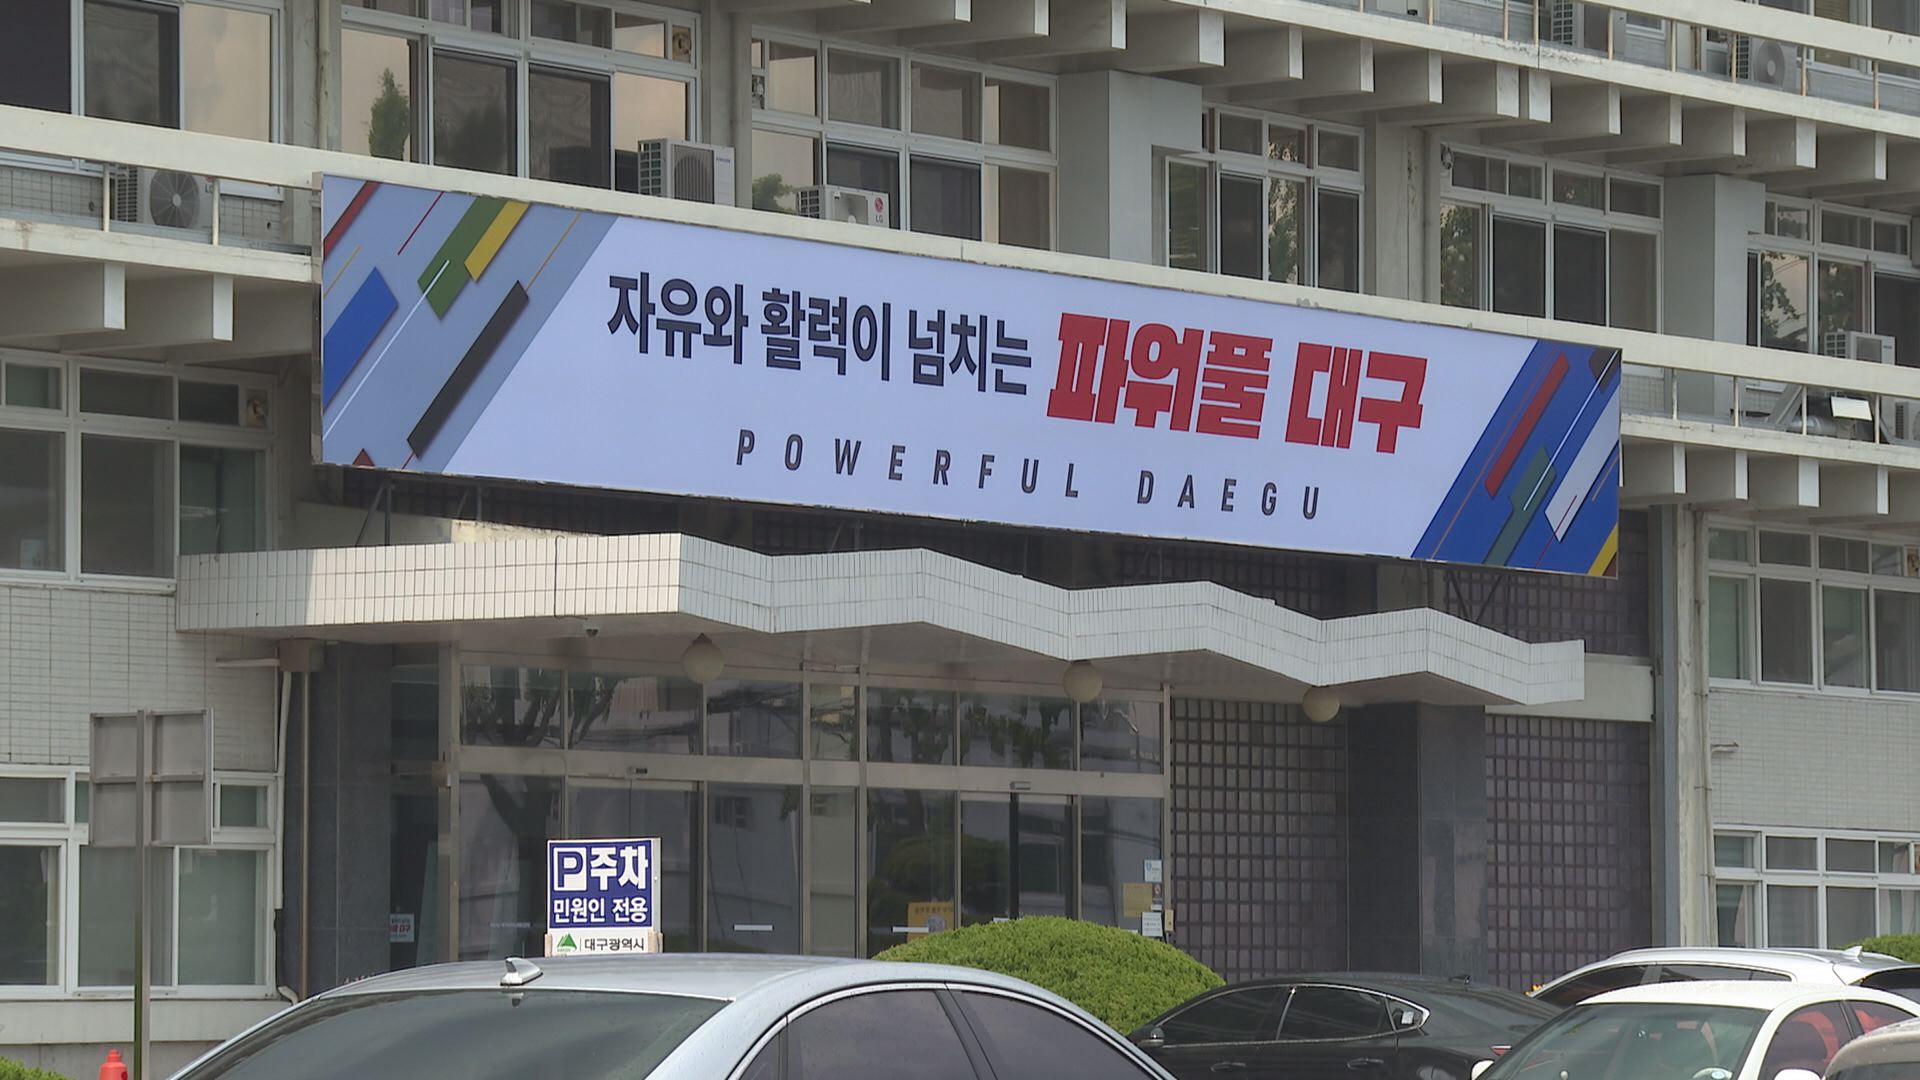 자유와 활력이 넘치는 파워풀 대구
POWERFUL DAEGU
P주차
민원인 전용
대구광역시
LG